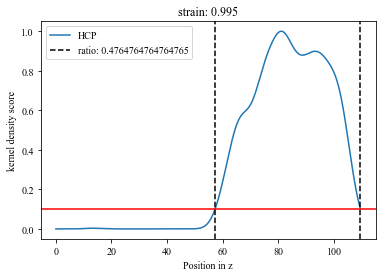 strain: 0.995
HCP
ratio: 0.4764764764764765
kernel density score
1.0
0.8
0.6
0.4
0.2
0.0
0 20 40 60 80 100
Position in z